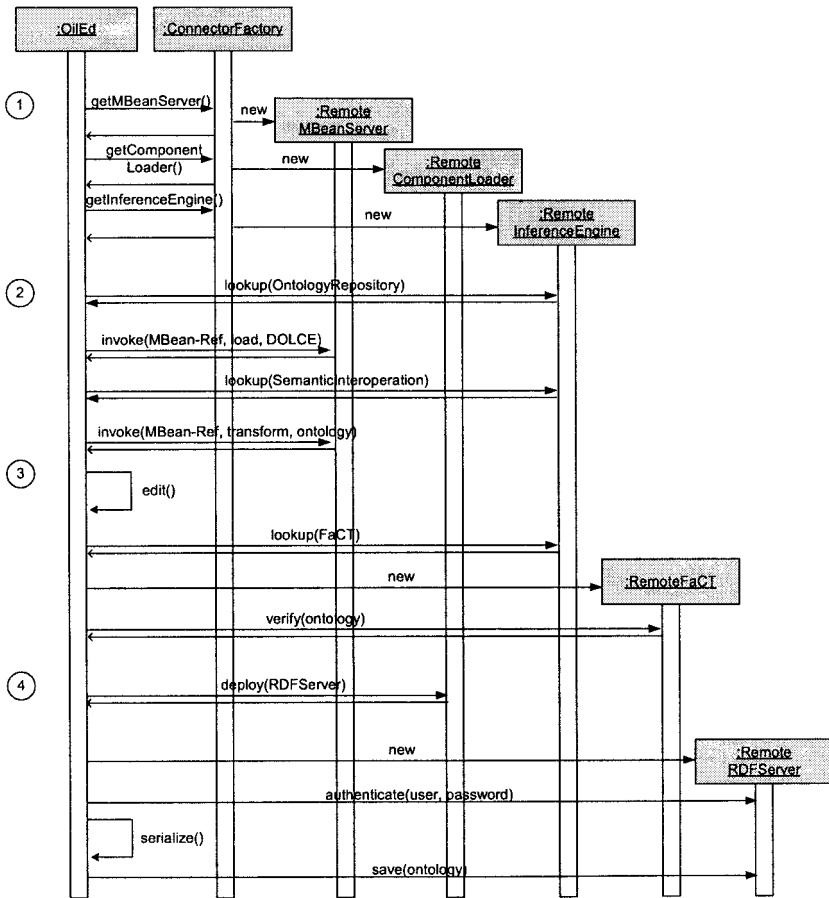 :OilEd
:ConnectorFactory
1
getMBeanServer()
new
:Remote
MBeanServer
getComponent
Loader()
new
:Remote
ComponentLoader
getInferenceEngine()
new
:Remote
InferenceEngine
2
lookup(OntologyRepository)
invoke(MBean-Ref, load, DOLCE)
lookup(SemanticInteroperation)
invoke(MBean-Ref, transform, ontology)
3
edit()
lookup(FaCT)
new
:RemoteFaCT
verify(ontology)
4
deploy(RDFServer)
new
:Remote
RDFServer
authenticate(user, password)
serialize()
save(ontology)